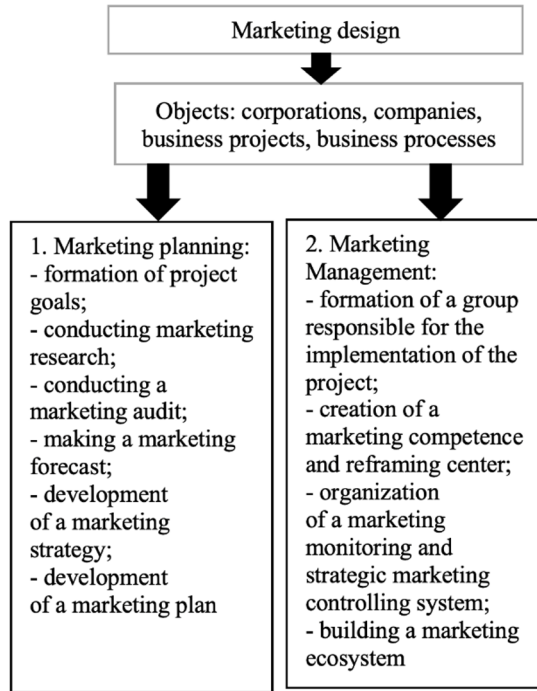 Marketing design
Objects: corporations, companies,
business projects, business processes
1. Marketing planning:
- formation of project
goals;
- conducting marketing
research;
- conducting a
marketing audit;
- making a marketing
forecast;
- development
of a marketing
strategy;
- development
of a marketing plan
2. Marketing
Management:
- formation of a group
responsible for the
implementation of the
project;
- creation of a
marketing competence
and reframing center;
- organization
of a marketing
monitoring and
strategic marketing
controlling system;
- building a marketing
ecosystem